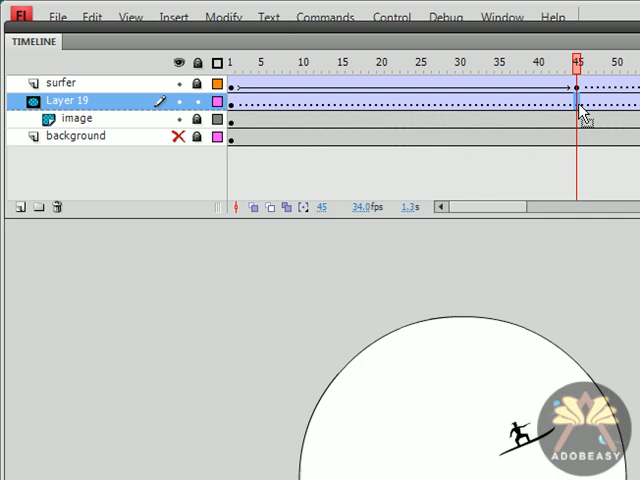 FL File Edit View Insert Modify Text Commands Control Debug Window Help
TIMELINE
1 5 10 15 20 25 30 35 40 45 50
surfer
Layer 19
image
background
45 34.0fps 1.3s
ADOBEASY